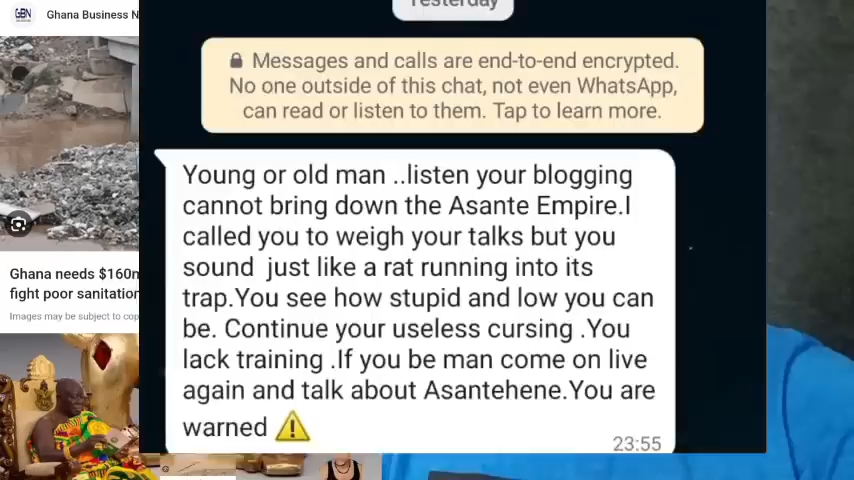 GBN
Ghana Business N
Yesterday
Messages and calls are end-to-end encrypted.
No one outside of this chat, not even WhatsApp,
can read or listen to them. Tap to learn more.
Young or old man ..listen your blogging
cannot bring down the Asante Empire.I
called you to weigh your talks but you
sound just like a rat running into its
trap.You see how stupid and low you can
be. Continue your useless cursing .You
lack training .If you be man come on live
again and talk about Asantehene.You are
warned ⚠️
23:55
Ghana needs $160m
fight poor sanitation
Images may be subject to cop